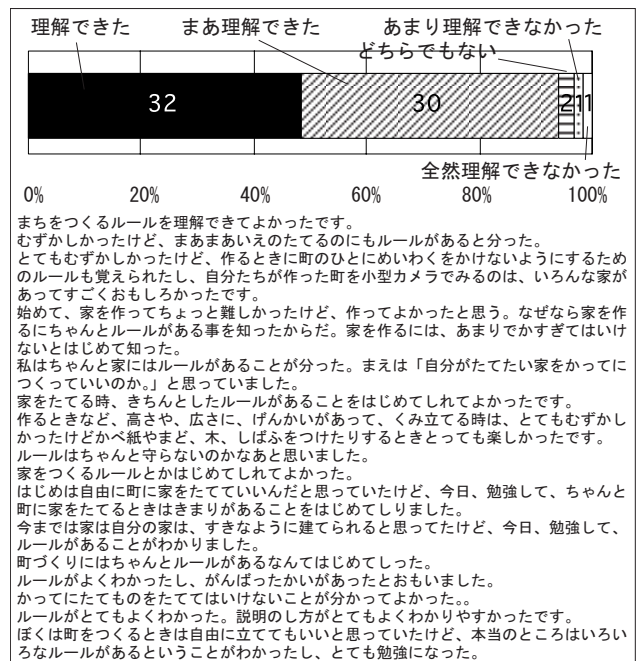 理解できた
まあ理解できた
あまり理解できなかった
どちらでもない
32
30
2
1
1
全然理解できなかった
0%
20%
40%
60%
80%
100%
まちをつくるルールを理解できてよかったです。
むずかしかったけど、まあまあいえのたてるのにもルールがあると分った。
とてもむずかしかったけど、作るときに町のひとにめいわくをかけないようにするため
のルールも覚えられたし、自分たちが作った町を小型カメラでみるのは、いろんな家が
あってすごくおもしろかったです。
始めて、家を作ってちょっと難しかったけど、作ってよかったと思う。なぜなら家を作
るにちゃんとルールがある事を知ったからだ。家を作るには、あまりでかすぎてはいけ
ないとはじめて知った。
私はちゃんと家にはルールがあることが分った。まえは「自分がたてたい家をかってに
つくっていいのか。」と思っていました。
家をたてる時、きちんとしたルールがあることをはじめてしれてよかったです。
作るときなど、高さや、広さに、げんかいがあって、くみ立てる時は、とてもむずかし
かったけどかべ紙やまど、木、しばふをつけたりするときとっても楽しかったです。
ルールはちゃんと守らないのかなあと思いました。
家をつくるルールとかはじめてしれてよかった。
はじめは自由に町に家をたてていいんだと思っていたけど、今日、勉強して、ちゃんと
町に家をたてるときはきまりがあることをはじめてしりました。
今までは家は自分の家は、すきなように建てられると思ってたけど、今日、勉強して、
ルールがあることがわかりました。
町づくりにはちゃんとルールがあるなんてはじめてしった。
ルールがよくわかったし、がんばったかいがあったとおもいました。
かってにたてものをたててはいけないことが分かってよかった。。
ルールがとてもよくわかった。説明のし方がとてもよくわかりやすかったです。
ぼくは町をつくるときは自由に立ててもいいと思っていたけど、本当のところはいろい
ろなルールがあるということがわかったし、とても勉強になった。